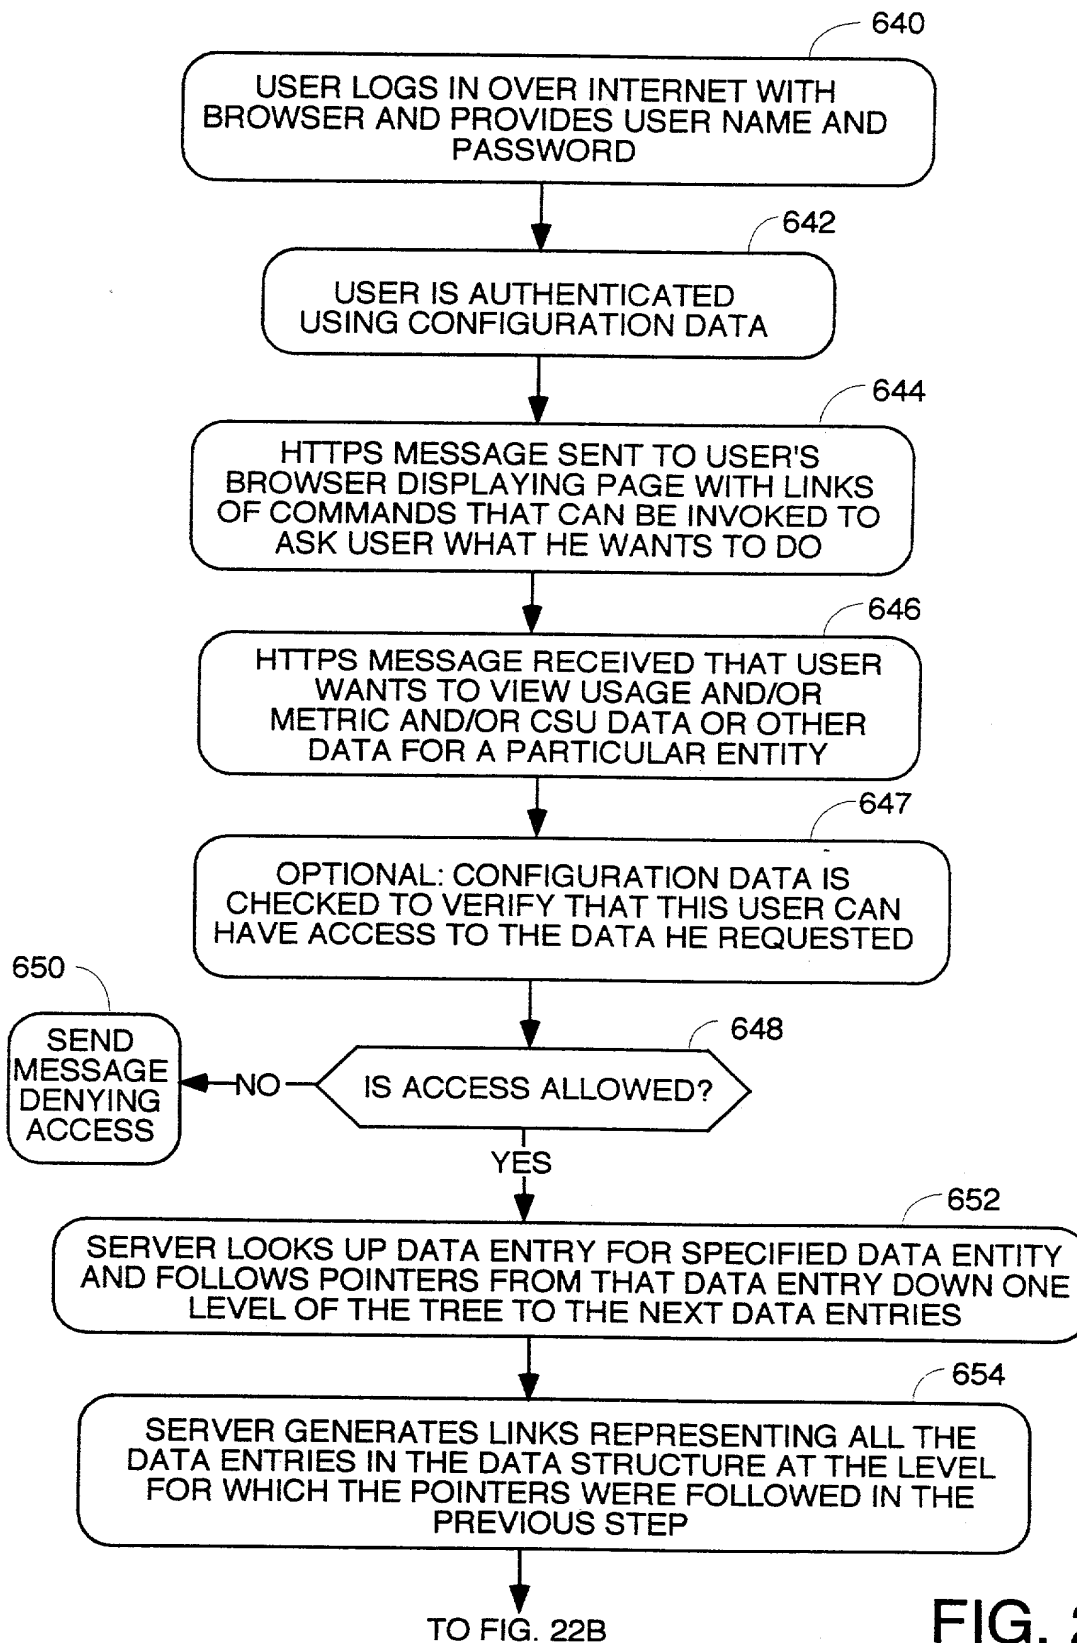 640
USER LOGS IN OVER INTERNET WITH
BROWSER AND PROVIDES USER NAME AND
PASSWORD
642
USER IS AUTHENTICATED
USING CONFIGURATION DATA
644
HTTPS MESSAGE SENT TO USER'S
BROWSER DISPLAYING PAGE WITH LINKS
OF COMMANDS THAT CAN BE INVOKED TO
ASK USER WHAT HE WANTS TO DO
646
HTTPS MESSAGE RECEIVED THAT USER
WANTS TO VIEW USAGE AND/OR
METRIC AND/OR CSU DATA OR OTHER
DATA FOR A PARTICULAR ENTITY
647
OPTIONAL: CONFIGURATION DATA IS
CHECKED TO VERIFY THAT THIS USER CAN
HAVE ACCESS TO THE DATA HE REQUESTED
650
SEND
MESSAGE
DENYING
ACCESS
NO
648
IS ACCESS ALLOWED?
YES
652
SERVER LOOKS UP DATA ENTRY FOR SPECIFIED DATA ENTITY
AND FOLLOWS POINTERS FROM THAT DATA ENTRY DOWN ONE
LEVEL OF THE TREE TO THE NEXT DATA ENTRIES
654
SERVER GENERATES LINKS REPRESENTING ALL THE
DATA ENTRIES IN THE DATA STRUCTURE AT THE LEVEL
FOR WHICH THE POINTERS WERE FOLLOWED IN THE
PREVIOUS STEP
TO FIG. 22B
FIG.